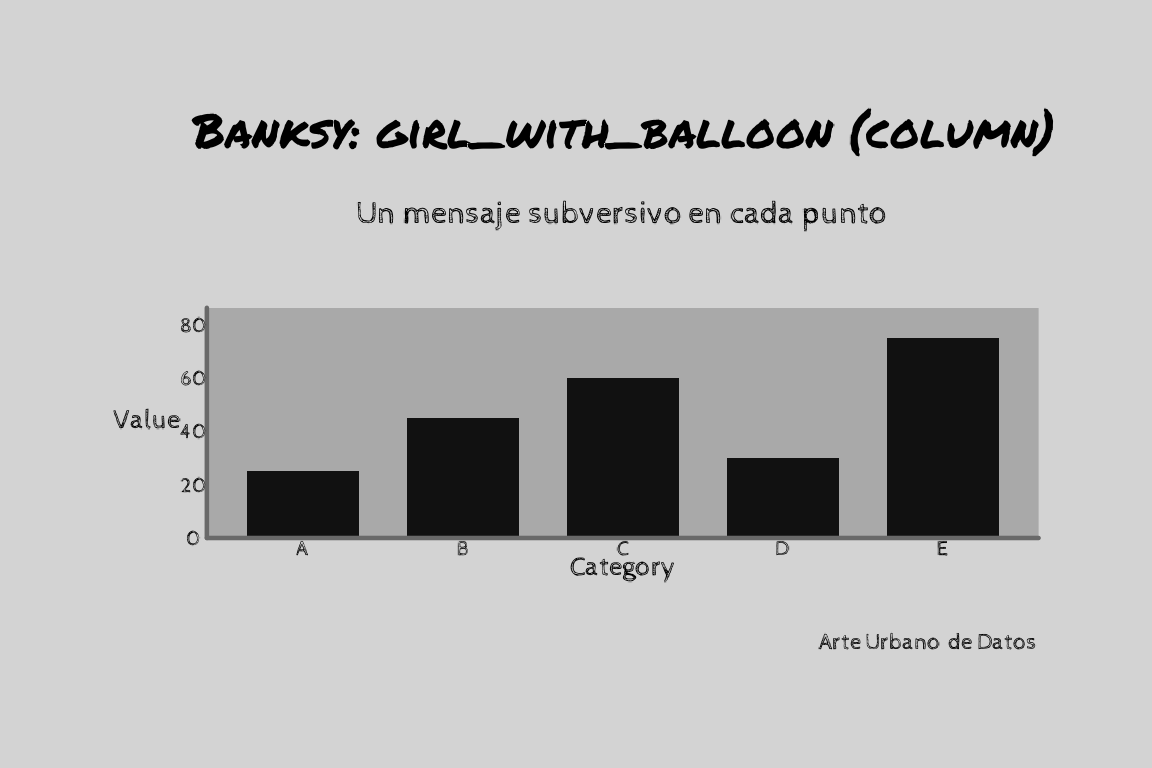 Banksy: girl_with_balloon (column)
Un mensaje subversivo en cada punto
80
60
Value
40
20
0
A B C D E
Category
Arte Urbano de Datos